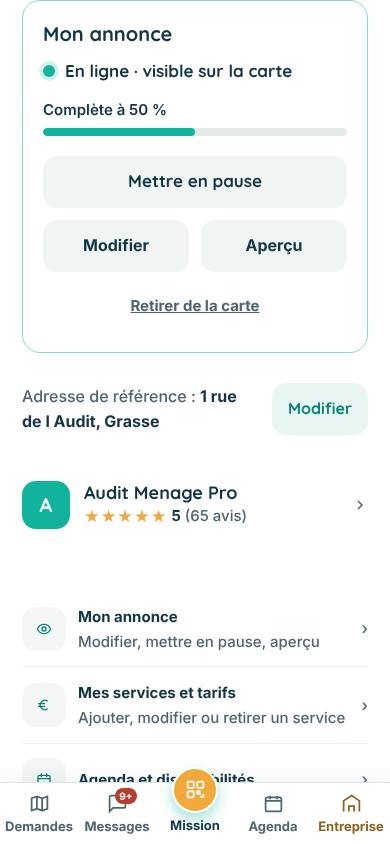 Mon annonce
En ligne · visible sur la carte
Complète à 50 %
Mettre en pause
Modifier
Aperçu
Retirer de la carte
Adresse de référence : 1 rue
de l Audit, Grasse
Modifier
A
Audit Menage Pro
★★★★★ 5 (65 avis)
Mon annonce
Modifier, mettre en pause, aperçu
€
Mes services et tarifs
Ajouter, modifier ou retirer un service
Agenda et
9+
Demandes
Messages
Mission
Agenda
Entreprise